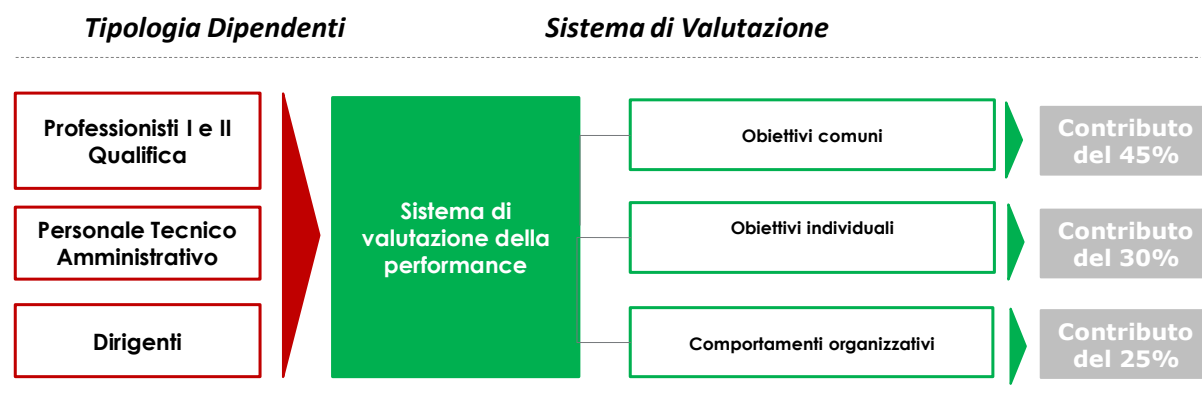 Tipologia Dipendenti
Sistema di Valutazione
Professionisti I e II
Qualifica
Personale Tecnico
Amministrativo
Dirigenti
Sistema di
valutazione della
performance
Obiettivi comuni
Contributo
del 45%
Obiettivi individuali
Contributo
del 30%
Comportamenti organizzativi
Contributo
del 25%